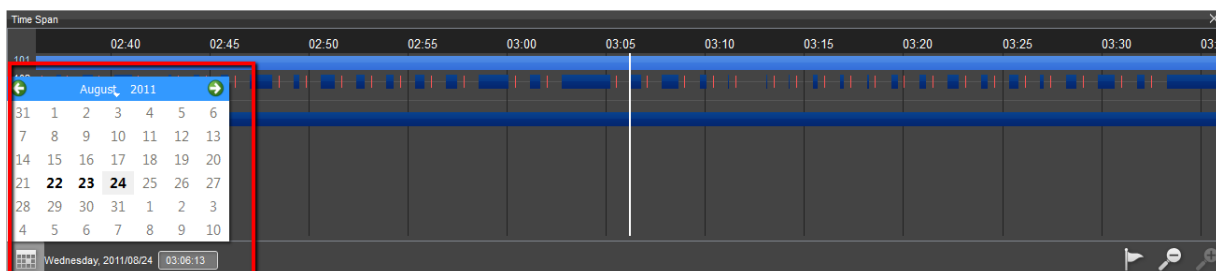 Time Span
02:40 02:45 02:50 02:55 03:00 03:05 03:10 03:15 03:20 03:25 03:30 03:
101
August 2011
31 1 2 3 4 5 6
7 8 9 10 11 12 13
14 15 16 17 18 19 20
21 22 23 24 25 26 27
28 29 30 31 1 2 3
4 5 6 7 8 9 10
Wednesday, 2011/08/24 03:06:13